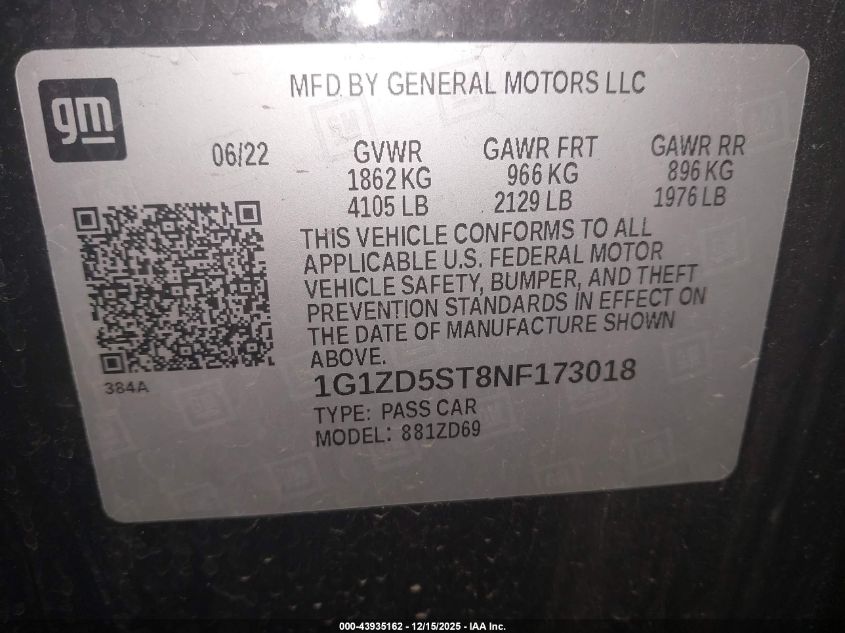 gm
MFD BY GENERAL MOTORS LLC
06/22 GVWR GAWR FRT GAWR RR
1862 KG 966 KG 896 KG
4105 LB 2129 LB 1976 LB
THIS VEHICLE CONFORMS TO ALL
APPLICABLE U.S. FEDERAL MOTOR
VEHICLE SAFETY, BUMPER, AND THEFT
PREVENTION STANDARDS IN EFFECT ON
THE DATE OF MANUFACTURE SHOWN
ABOVE.
384A
1G1ZD5ST8NF173018
TYPE: PASS CAR
MODEL: 881ZD69
000-43935162 - 12/15/2025 - IAA Inc.